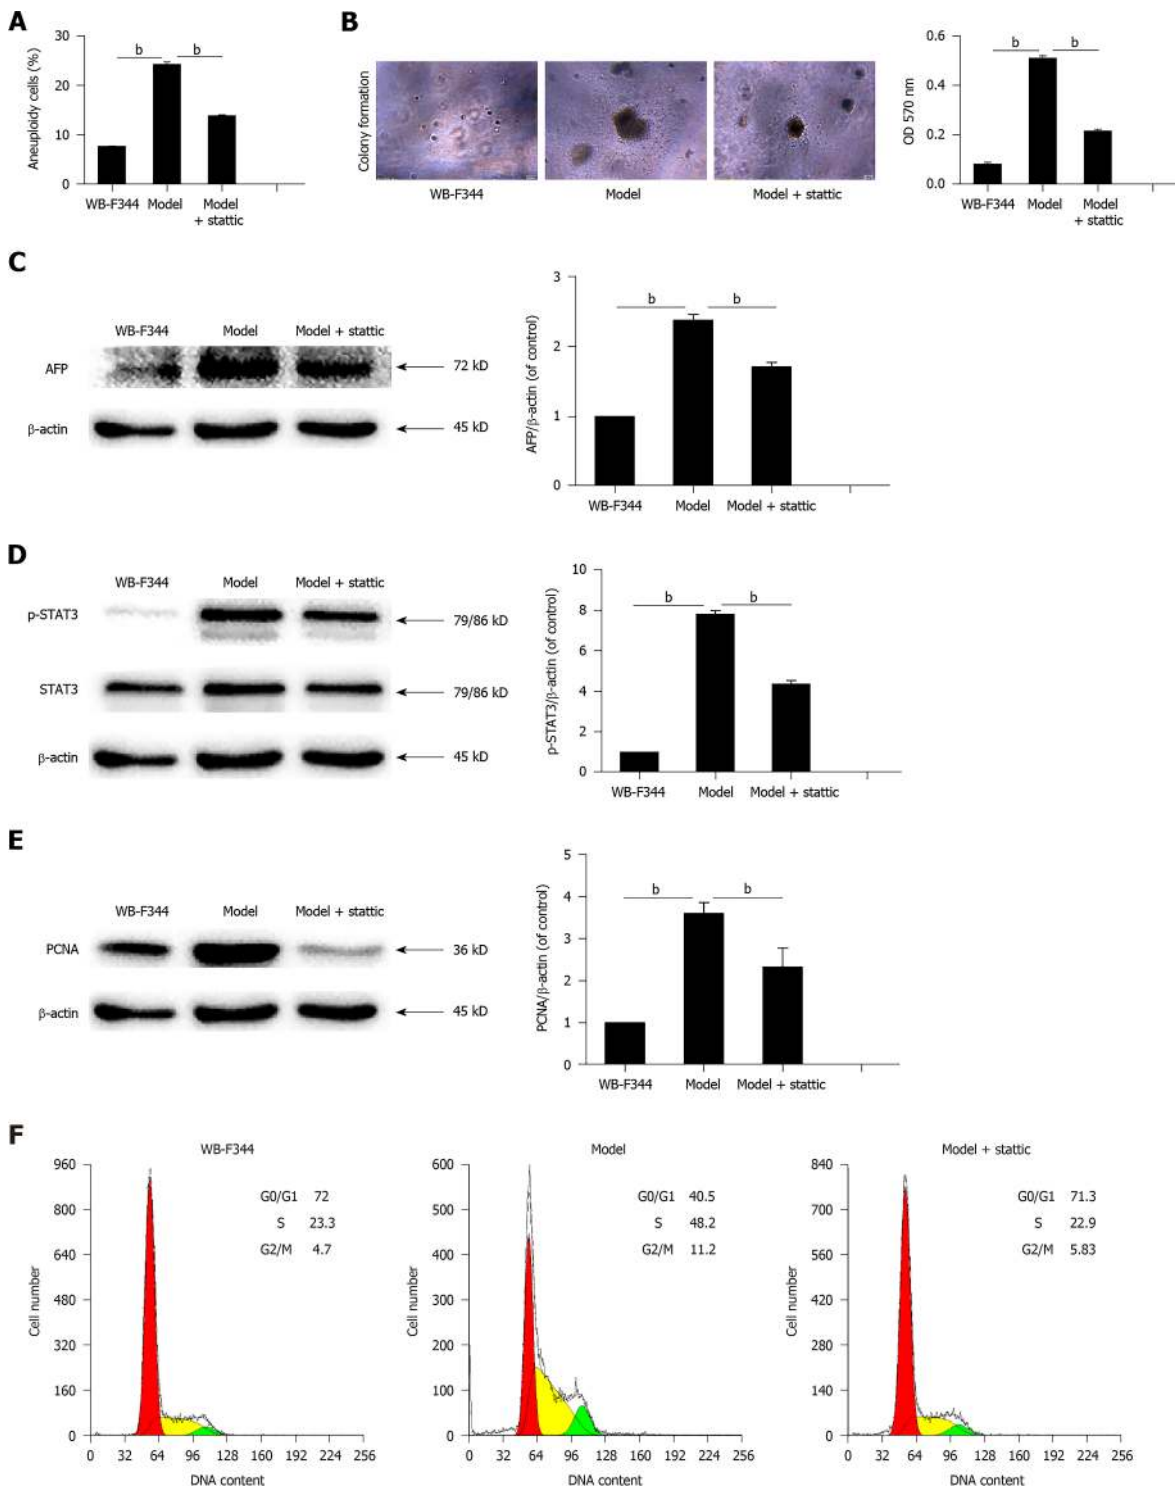 A
B
30
20
10
0
Aneuploidy cells (%)
b
b
WB-F344
Model
Model
+ stattic
Colony formation
WB-F344
Model
Model + stattic
0.6
0.4
0.2
0.0
OD 570 nm
b
b
WB-F344
Model
Model
+ stattic
C
WB-F344
Model
Model + stattic
AFP
72 kD
β-actin
45 kD
3
2
1
0
AFP/β-actin (of control)
b
b
WB-F344
Model
Model + stattic
D
WB-F344
Model
Model + stattic
p-STAT3
79/86 kD
STAT3
79/86 kD
β-actin
45 kD
10
8
6
4
2
0
p-STAT3/β-actin (of control)
b
b
WB-F344
Model
Model + stattic
E
WB-F344
Model
Model + stattic
PCNA
36 kD
β-actin
45 kD
5
4
3
2
1
0
PCNA/β-actin (of control)
b
b
WB-F344
Model
Model + stattic
F
WB-F344
960
800
640
480
320
160
0
Cell number
G0/G1 72
S 23.3
G2/M 4.7
0 32 64 96 128 160 192 224 256
DNA content
Model
600
500
400
300
200
100
0
Cell number
G0/G1 40.5
S 48.2
G2/M 11.2
0 32 64 96 128 160 192 224 256
DNA content
Model + stattic
840
700
560
420
280
140
0
Cell number
G0/G1 71.3
S 22.9
G2/M 5.83
0 32 64 96 128 160 192 224 256
DNA content